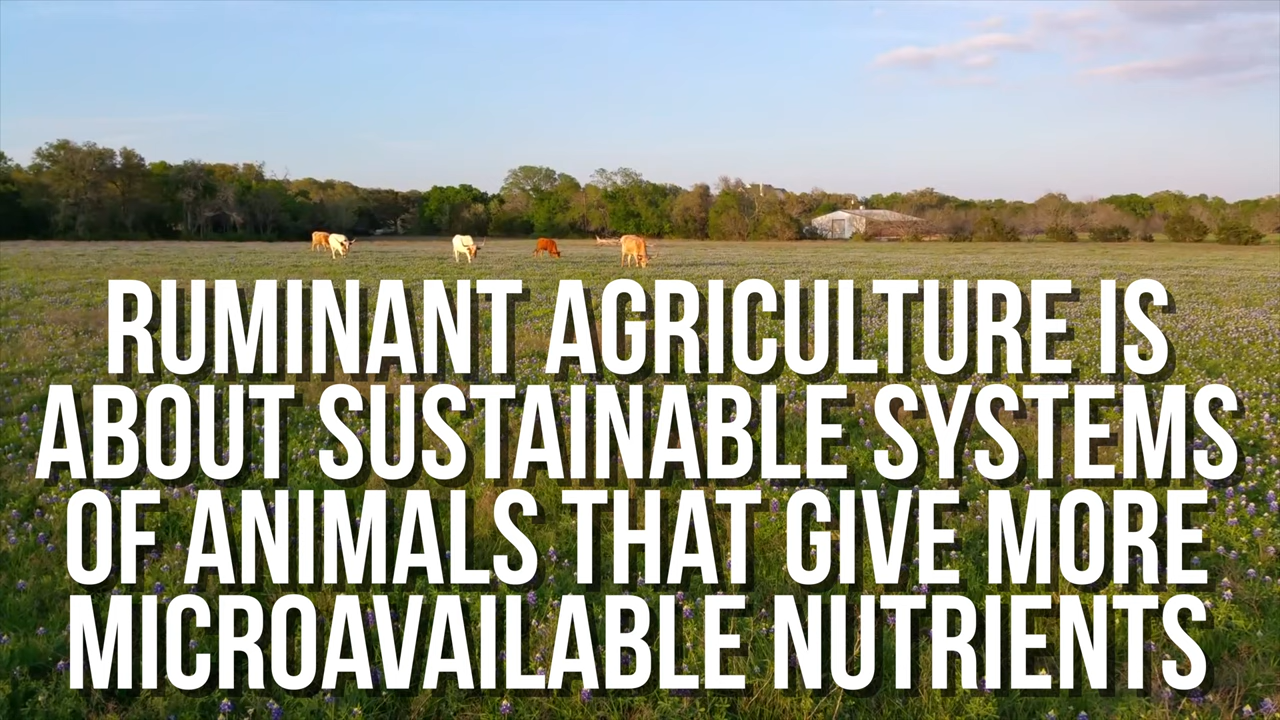 RUMINANT AGRICULTURE IS
ABOUT SUSTAINABLE SYSTEMS
OF ANIMALS THAT GIVE MORE
MICROAVAILABLE NUTRIENTS